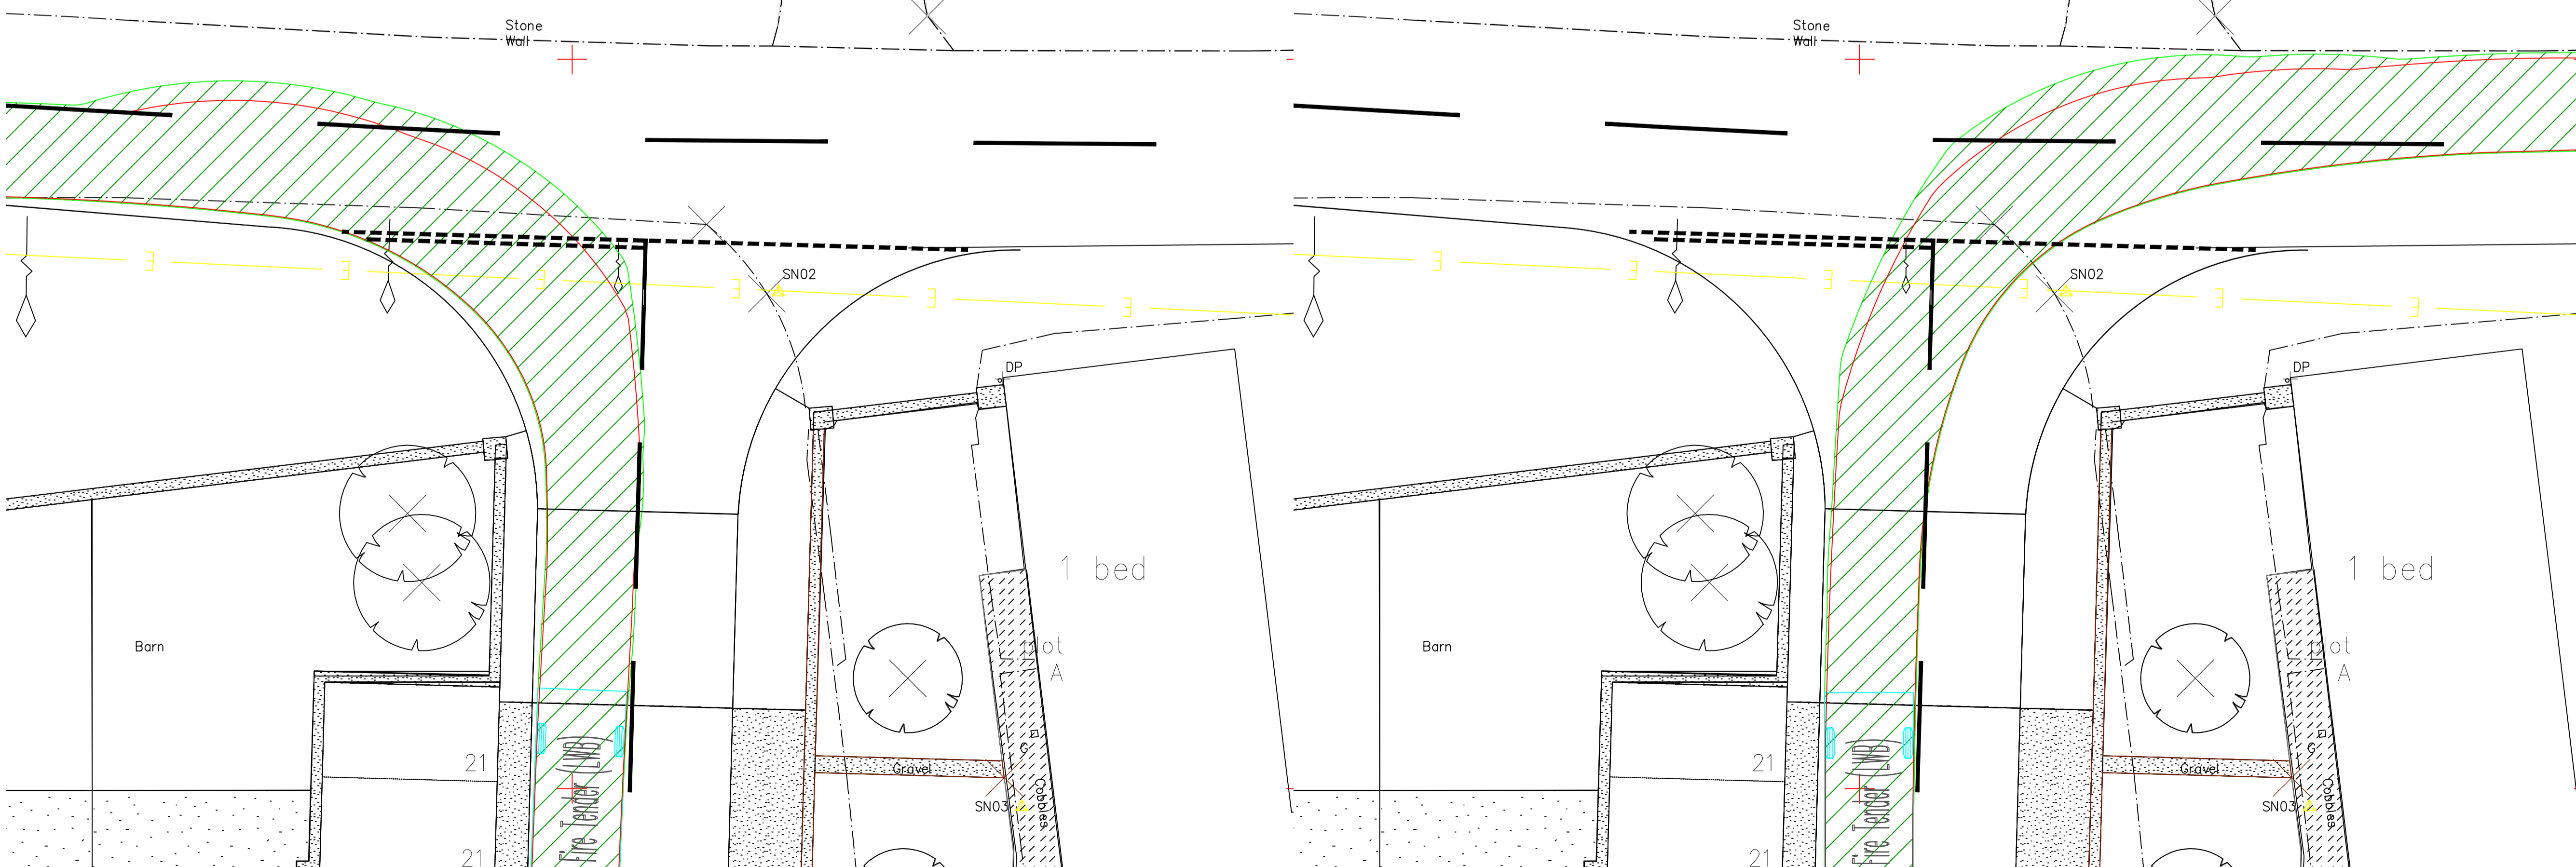 Stone
Wall
SN02
DP
1 bed
Barn
plot
A
21
G
Gravel
Cobbles
SN03
Fire Tender (LWB)
21
Stone
Wall
SN02
DP
1 bed
Barn
plot
A
21
G
Gravel
Cobbles
SN03
Fire Tender (LWB)
21